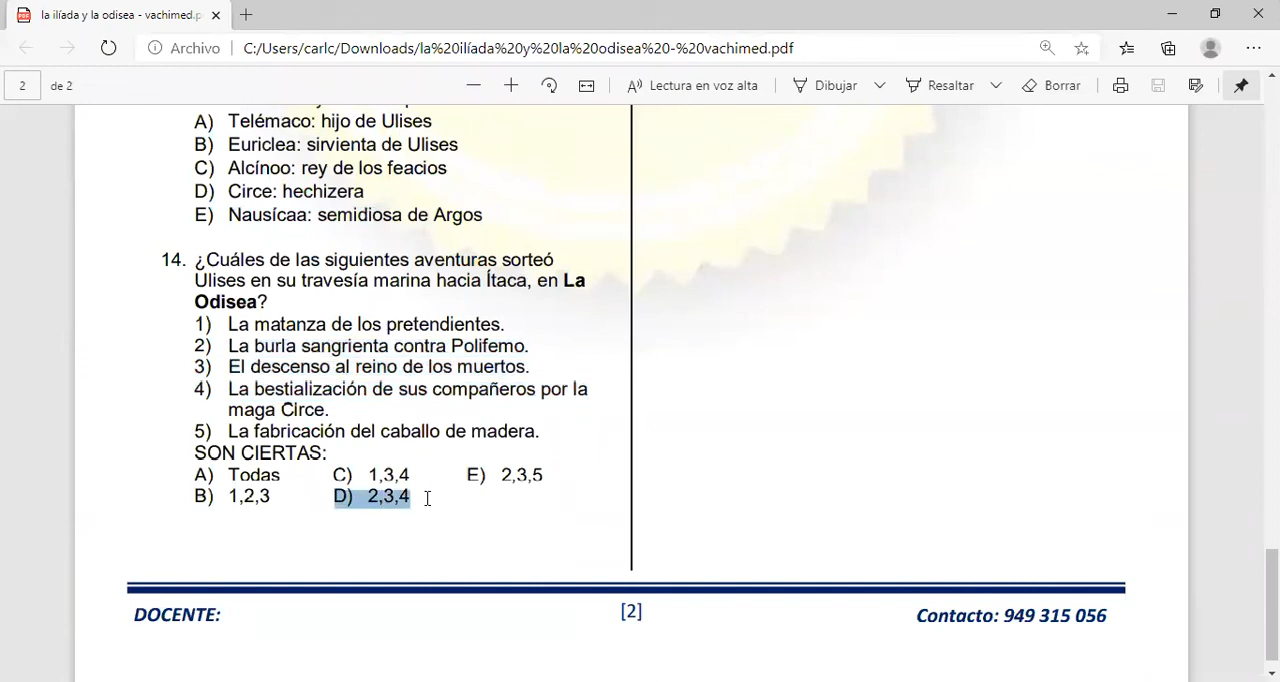 la ilíada y la odisea - vachimed.p
Archivo C:/Users/carlc/Downloads/la%20ilíada%20y%20la%20odisea%20-%20vachimed.pdf
2 de 2 Lectura en voz alta Dibujar Resaltar Borrar
A) Telémaco: hijo de Ulises
B) Euriclea: sirvienta de Ulises
C) Alcínoo: rey de los feacios
D) Circe: hechizera
E) Nausícaa: semidiosa de Argos
14. ¿Cuáles de las siguientes aventuras sorteó
Ulises en su travesía marina hacia Ítaca, en La
Odisea?
1) La matanza de los pretendientes.
2) La burla sangrienta contra Polifemo.
3) El descenso al reino de los muertos.
4) La bestialización de sus compañeros por la
maga Circe.
5) La fabricación del caballo de madera.
SON CIERTAS:
A) Todas C) 1,3,4 E) 2,3,5
B) 1,2,3 D) 2,3,4
DOCENTE: [2] Contacto: 949 315 056